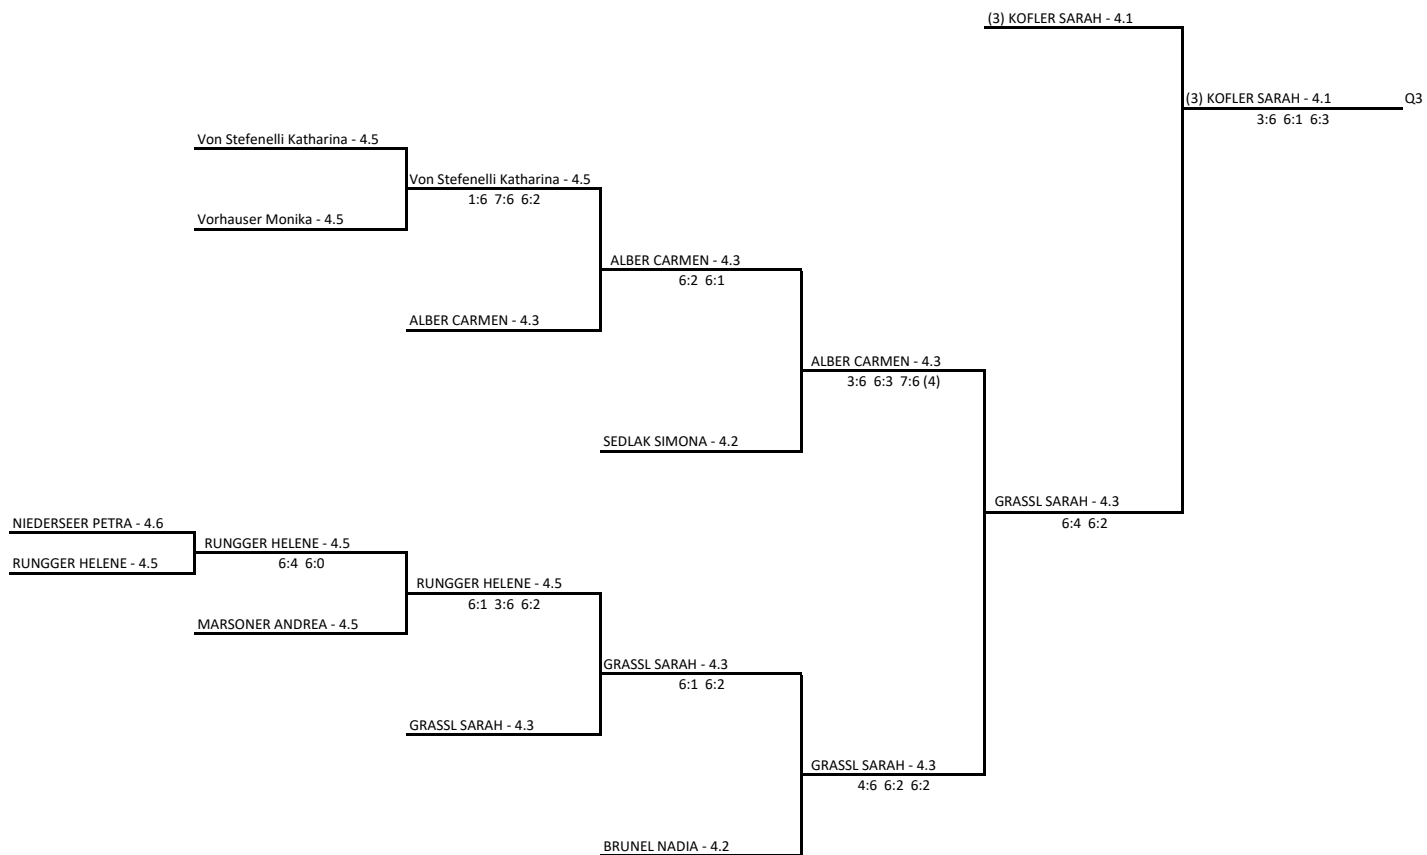 (3) KOFLER SARAH - 4.1
(3) KOFLER SARAH - 4.1 Q3
3:6 6:1 6:3
Von Stefenelli Katharina - 4.5
Von Stefenelli Katharina - 4.5
1:6 7:6 6:2
Vorhauser Monika - 4.5
ALBER CARMEN - 4.3
6:2 6:1
ALBER CARMEN - 4.3
ALBER CARMEN - 4.3
3:6 6:3 7:6 (4)
SEDLAK SIMONA - 4.2
GRASSL SARAH - 4.3
6:4 6:2
NIEDERSEER PETRA - 4.6
RUNGGER HELENE - 4.5
6:4 6:0
RUNGGER HELENE - 4.5
RUNGGER HELENE - 4.5
6:1 3:6 6:2
MARSONER ANDREA - 4.5
GRASSL SARAH - 4.3
6:1 6:2
GRASSL SARAH - 4.3
GRASSL SARAH - 4.3
4:6 6:2 6:2
BRUNEL NADIA - 4.2